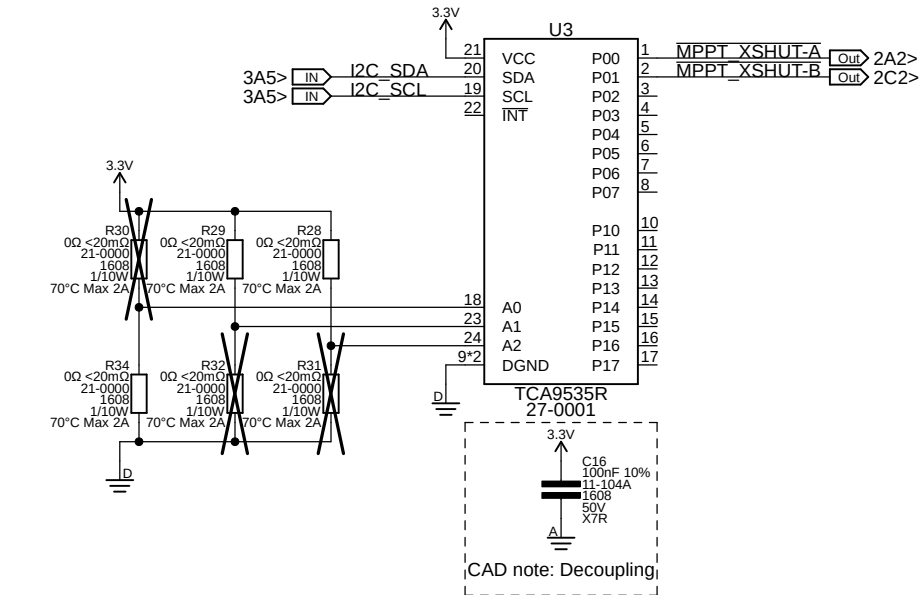 3.3V
U3
21 VCC P00 1 MPPT_XSHUT-A Out 2A2>
3A5> IN I2C_SDA 20 SDA P01 2 MPPT_XSHUT-B Out 2C2>
3A5> IN I2C_SCL 19 SCL P02 3
22 INT P03 4
P04 5
P05 6
P06 7
P07 8
3.3V
P10 10
P11 11
P12 12
P13 13
18 A0 P14 14
23 A1 P15 15
24 A2 P16 16
9*2 DGND P17 17
D
TCA9535R
27-0001
R30
0Ω <20mΩ
21-0000
1608
1/10W
70°C Max 2A
R29
0Ω <20mΩ
21-0000
1608
1/10W
70°C Max 2A
R28
0Ω <20mΩ
21-0000
1608
1/10W
70°C Max 2A
R34
0Ω <20mΩ
21-0000
1608
1/10W
70°C Max 2A
R32
0Ω <20mΩ
21-0000
1608
1/10W
70°C Max 2A
R31
0Ω <20mΩ
21-0000
1608
1/10W
70°C Max 2A
D
3.3V
C16
100nF 10%
11-104A
1608
50V
X7R
A
CAD note: Decoupling